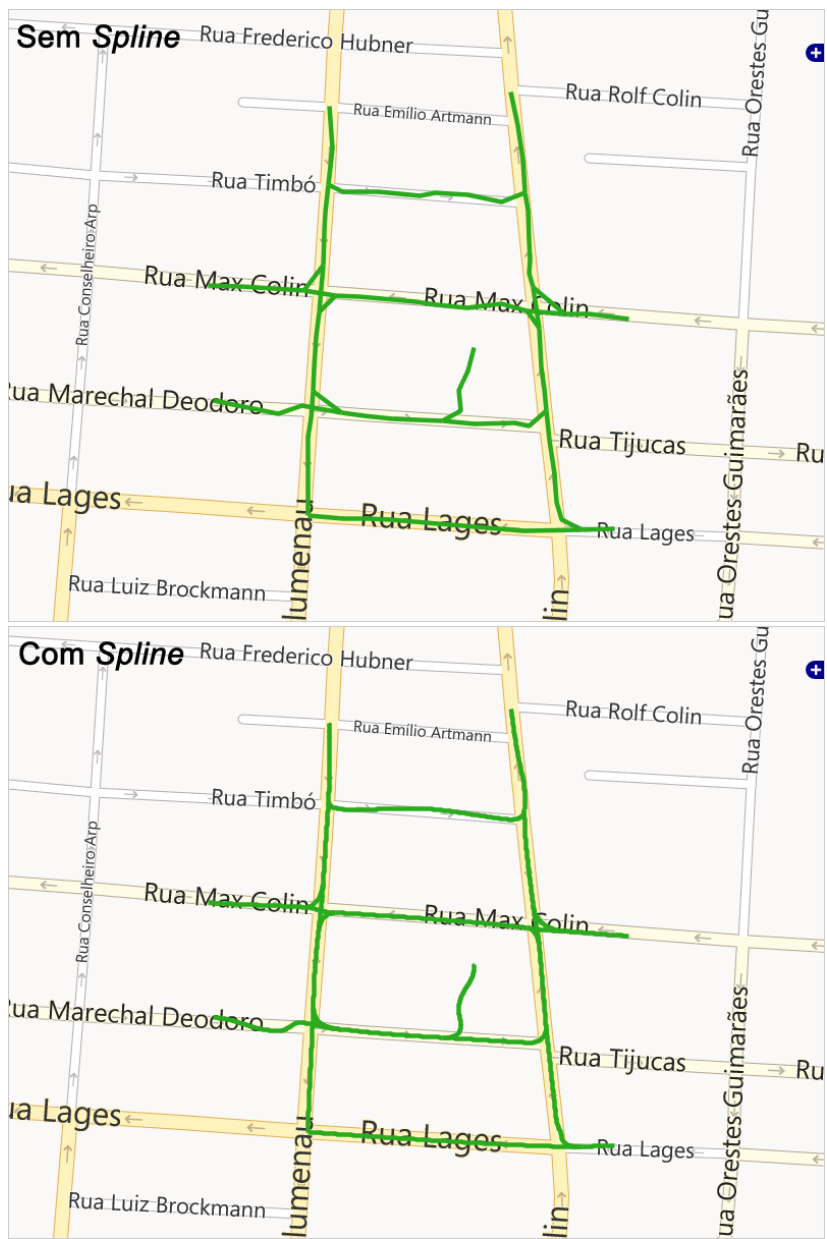 Sem Spline
Rua Frederico Hubner
Rua Orestes Gu
Rua Rolf Colin
Rua Emílio Artmann
Rua Timbó
Rua Conselheiro Arp
Rua Max Colin
Rua Max Colin
Rua Marechal Deodoro
Rua Orestes Guimarães
Rua Tijucas
Ru
ua Lages
Rua Lages
Rua Lages
Rua Luiz Brockmann
lumenau
lin
Com Spline
Rua Frederico Hubner
Rua Orestes Gu
Rua Rolf Colin
Rua Emílio Artmann
Rua Timbó
Rua Conselheiro Arp
Rua Max Colin
Rua Max Colin
Rua Marechal Deodoro
Rua Orestes Guimarães
Rua Tijucas
Ru
ua Lages
Rua Lages
Rua Lages
Rua Luiz Brockmann
lumenau
lin